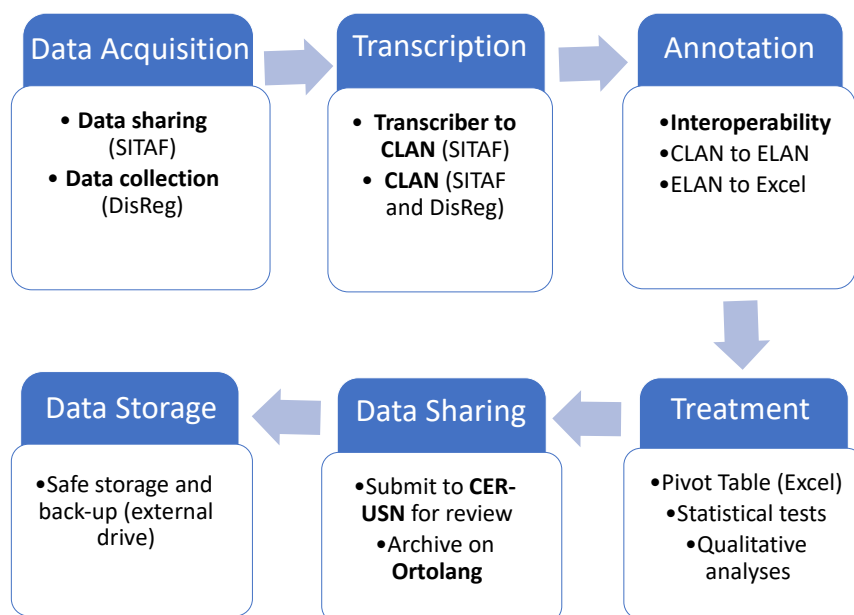 Data Acquisition
• Data sharing
(SITAF)
• Data collection
(DisReg)
Transcription
• Transcriber to
CLAN (SITAF)
• CLAN (SITAF
and DisReg)
Annotation
•Interoperability
•CLAN to ELAN
•ELAN to Excel
Treatment
•Pivot Table (Excel)
•Statistical tests
•Qualitative
analyses
Data Sharing
•Submit to CER-
USN for review
•Archive on
Ortolang
Data Storage
•Safe storage and
back-up (external
drive)